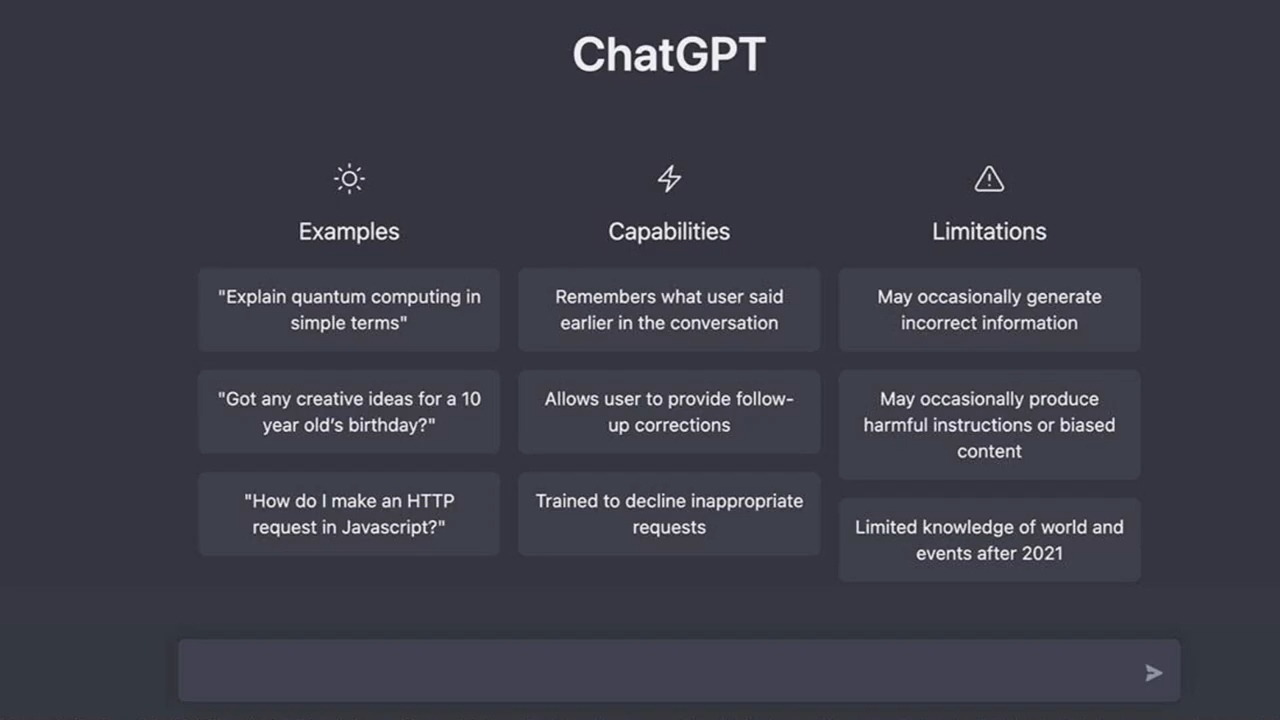 ChatGPT
Examples
"Explain quantum computing in
simple terms"
"Got any creative ideas for a 10
year old's birthday?"
"How do I make an HTTP
request in Javascript?"
Capabilities
Remembers what user said
earlier in the conversation
Allows user to provide follow-
up corrections
Trained to decline inappropriate
requests
Limitations
May occasionally generate
incorrect information
May occasionally produce
harmful instructions or biased
content
Limited knowledge of world and
events after 2021